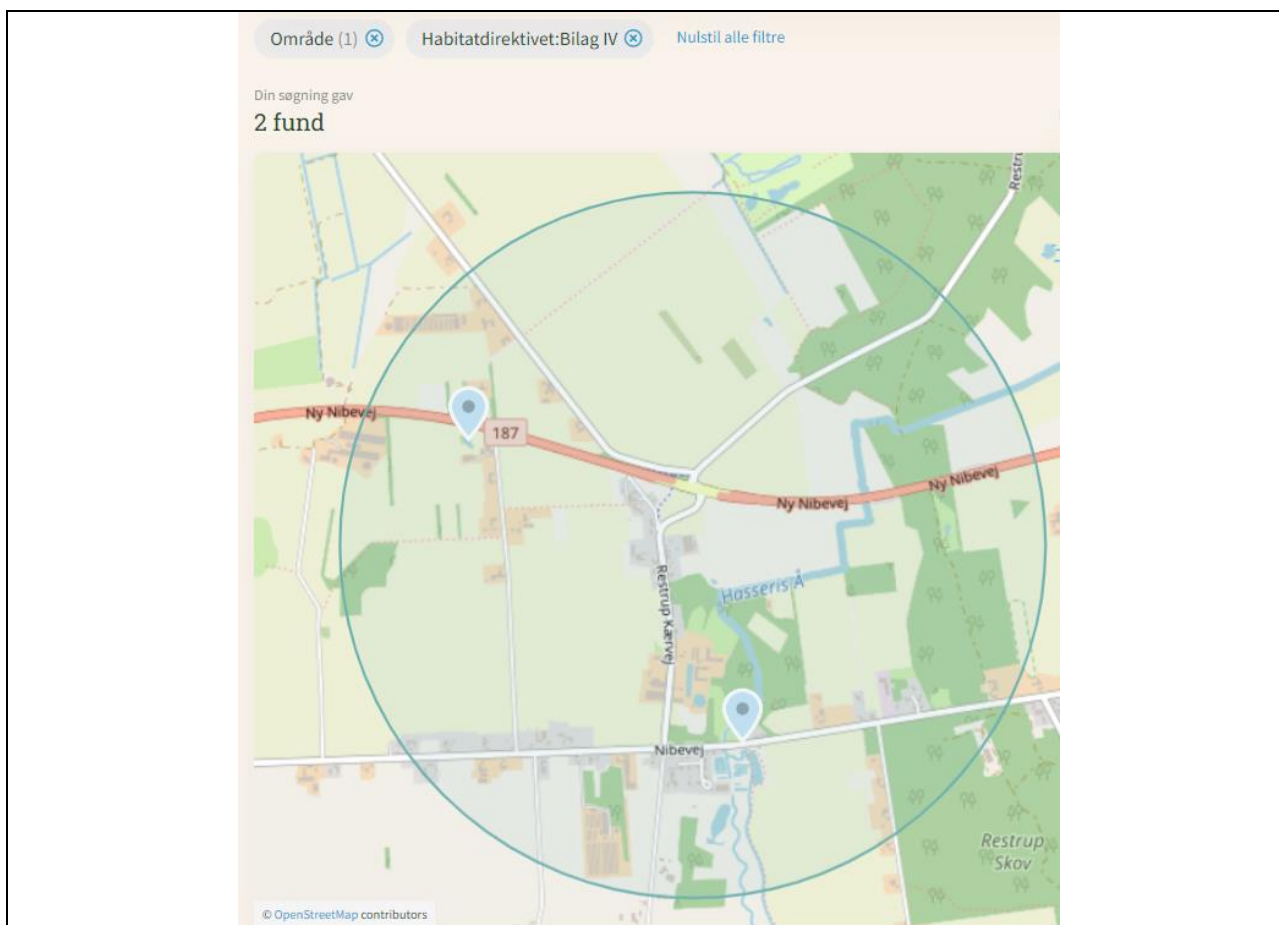 Område (1) Habitatdirektivet:Bilag IV Nulstil alle filtre
Din søgning gav
2 fund
Restru
Ny Nibevej
187
Ny Nibevej
Ny Nibevej
Hasseris Å
Restrup Kærvej
Nibevej
Restrup
Skov
© OpenStreetMap contributors